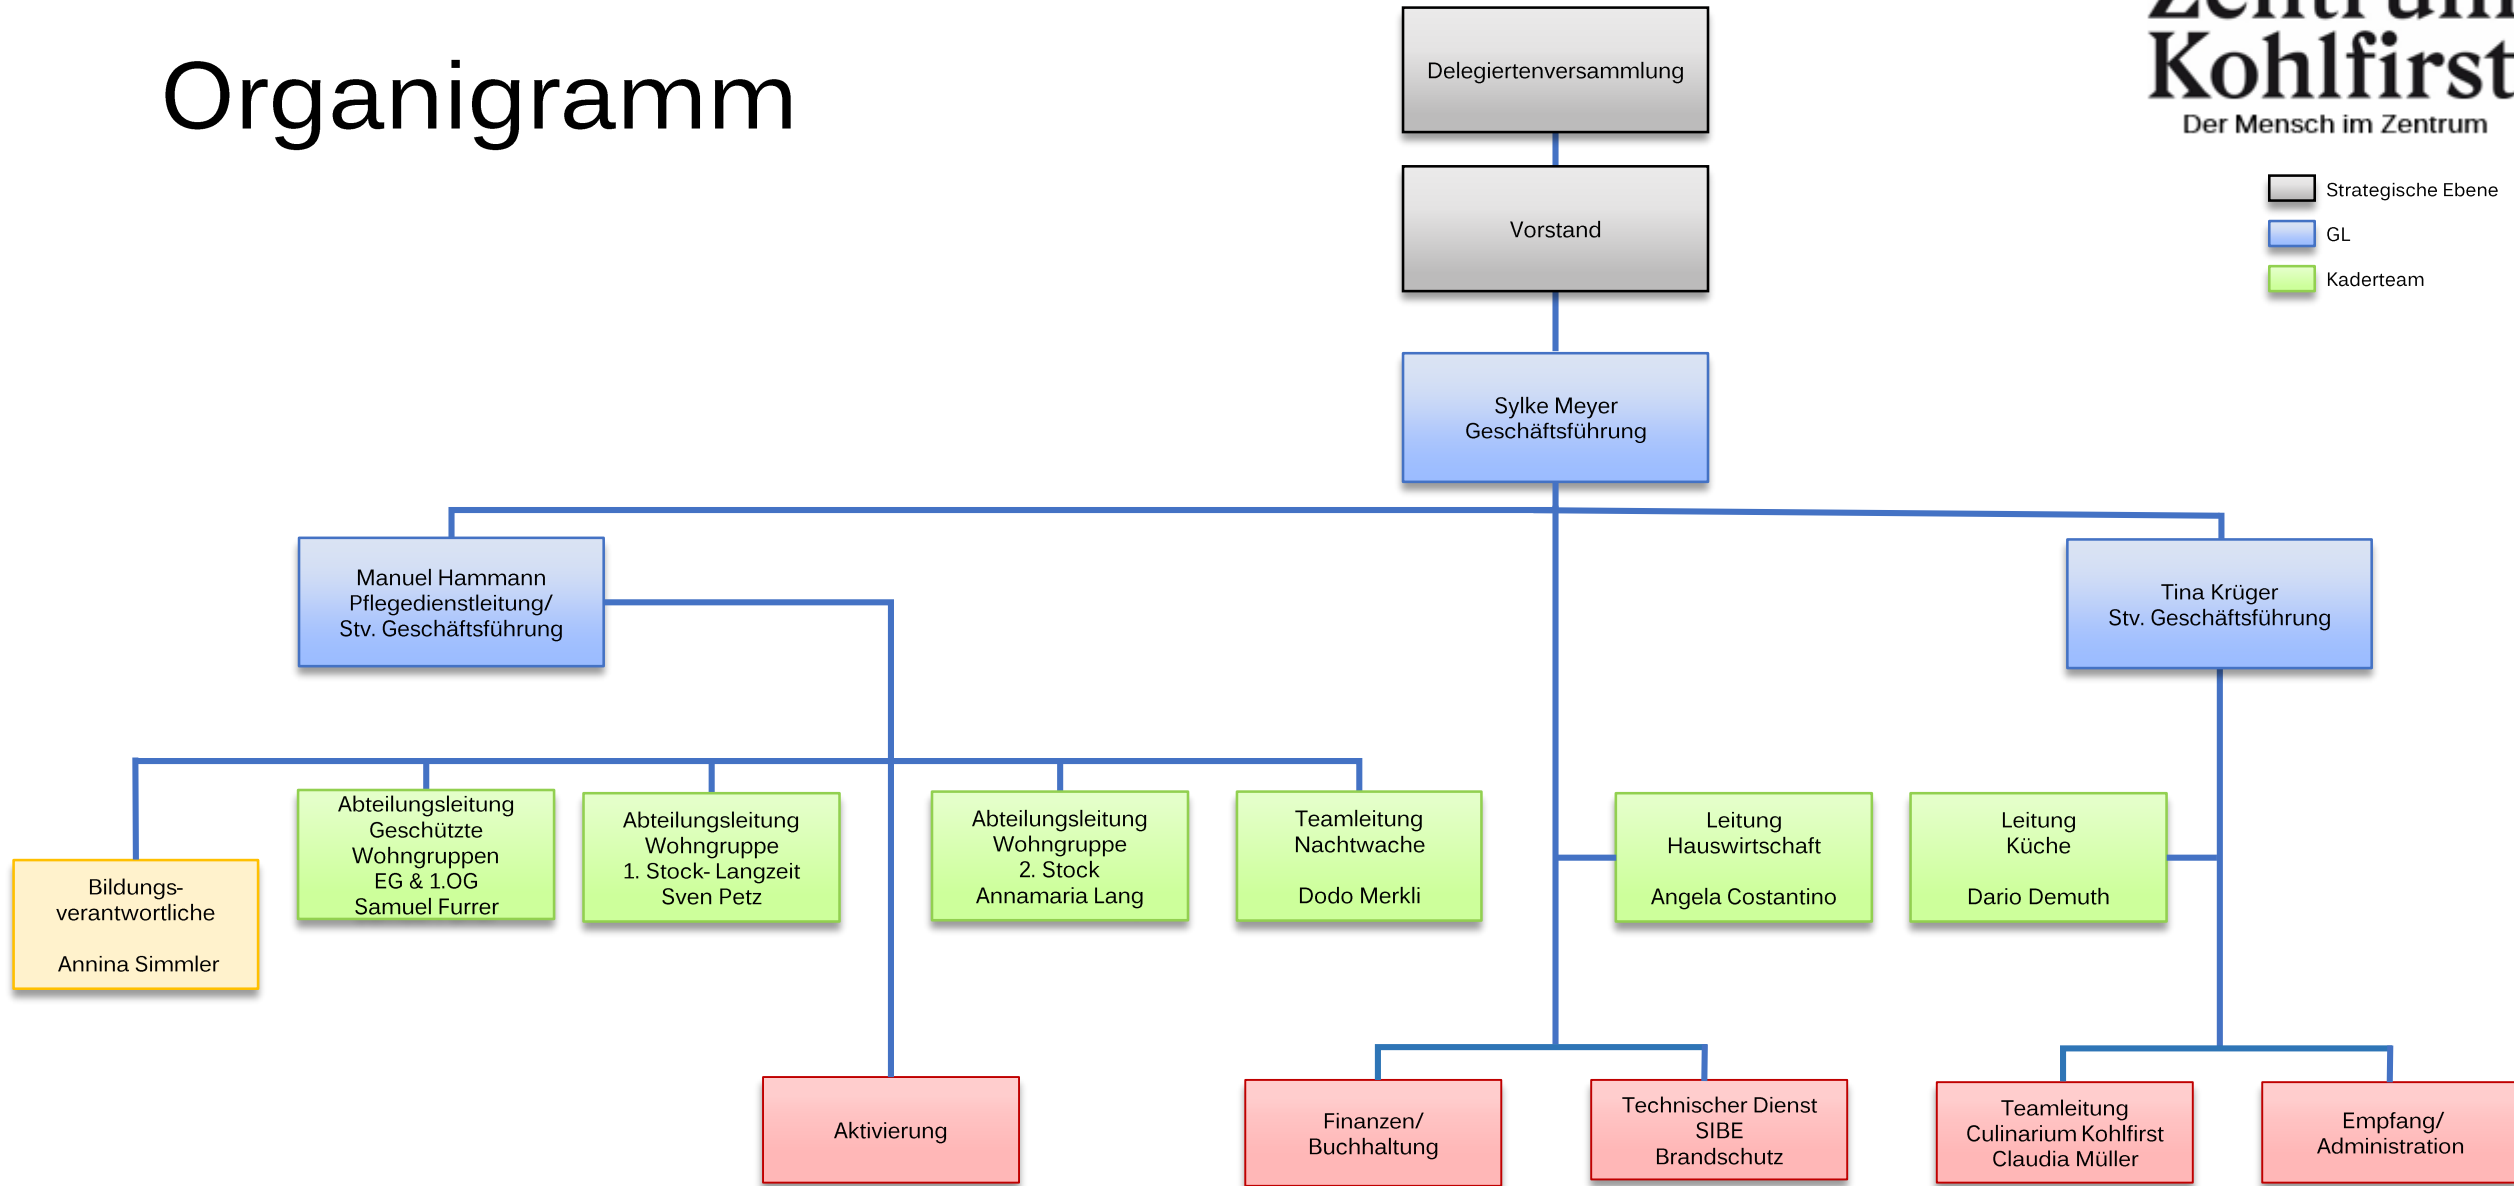 Organigramm
Zentrum
Kohlfirst
Der Mensch im Zentrum
Strategische Ebene
GL
Kaderteam
Delegiertenversammlung
Vorstand
Sylke Meyer
Geschäftsführung
Manuel Hammann
Pflegedienstleitung/
Stv. Geschäftsführung
Tina Krüger
Stv. Geschäftsführung
Bildungs-
verantwortliche
Annina Simmler
Abteilungsleitung
Geschützte
Wohngruppen
EG & 1.OG
Samuel Furrer
Abteilungsleitung
Wohngruppe
1. Stock- Langzeit
Sven Petz
Abteilungsleitung
Wohngruppe
2. Stock
Annamaria Lang
Teamleitung
Nachtwache
Dodo Merkli
Leitung
Hauswirtschaft
Angela Costantino
Leitung
Küche
Dario Demuth
Aktivierung
Finanzen/
Buchhaltung
Technischer Dienst
SIBE
Brandschutz
Teamleitung
Culinarium Kohlfirst
Claudia Müller
Empfang/
Administration